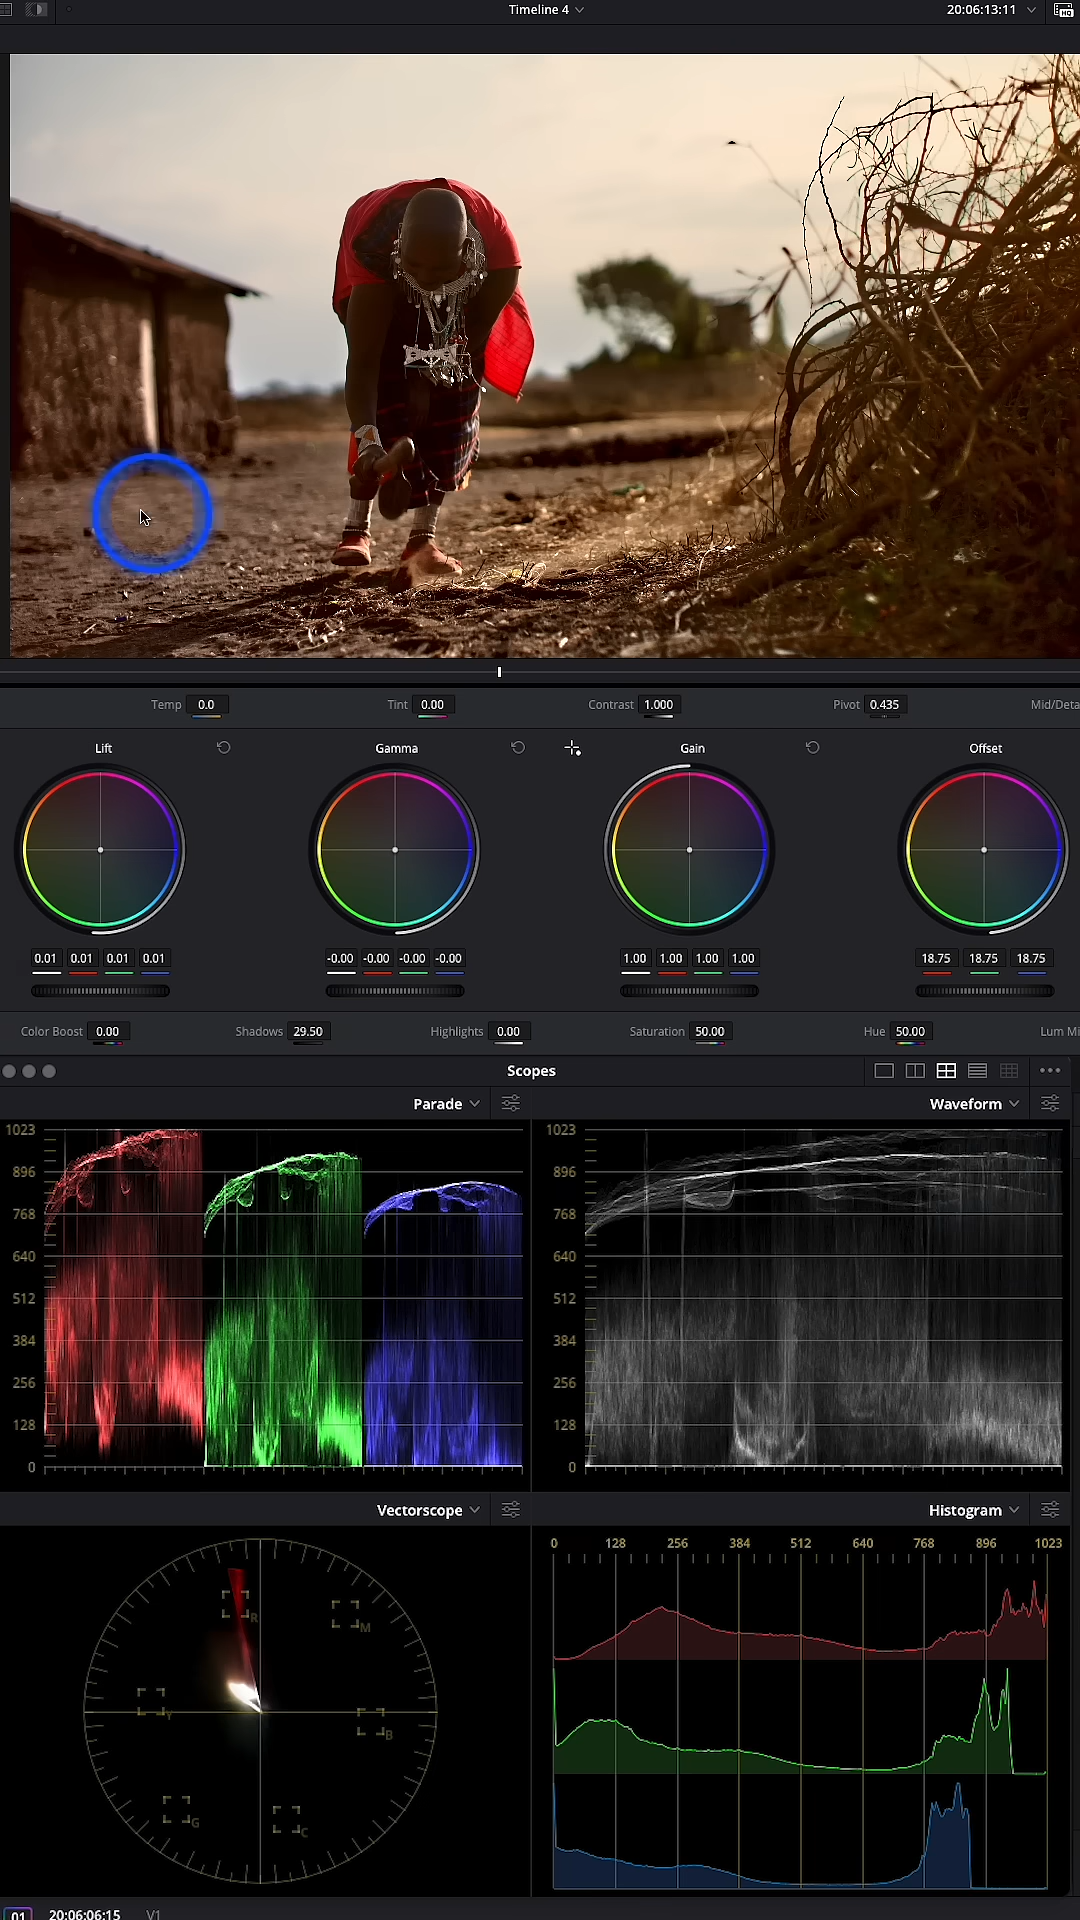 Timeline 4 20:06:13:11
Temp 0.0 Tint 0.00 Contrast 1.000 Pivot 0.435 Mid/Deta
Lift Gamma Gain Offset
0.01 0.01 0.01 0.01 -0.00 -0.00 -0.00 -0.00 1.00 1.00 1.00 1.00 18.75 18.75 18.75
Color Boost 0.00 Shadows 29.50 Highlights 0.00 Saturation 50.00 Hue 50.00 Lum Mi
Scopes
Parade Waveform
1023 1023
896 896
768 768
640 640
512 512
384 384
256 256
128 128
0 0
Vectorscope Histogram
0 128 256 384 512 640 768 896 1023
R
M
Y
B
G
C
01 20:06:06:15 V1